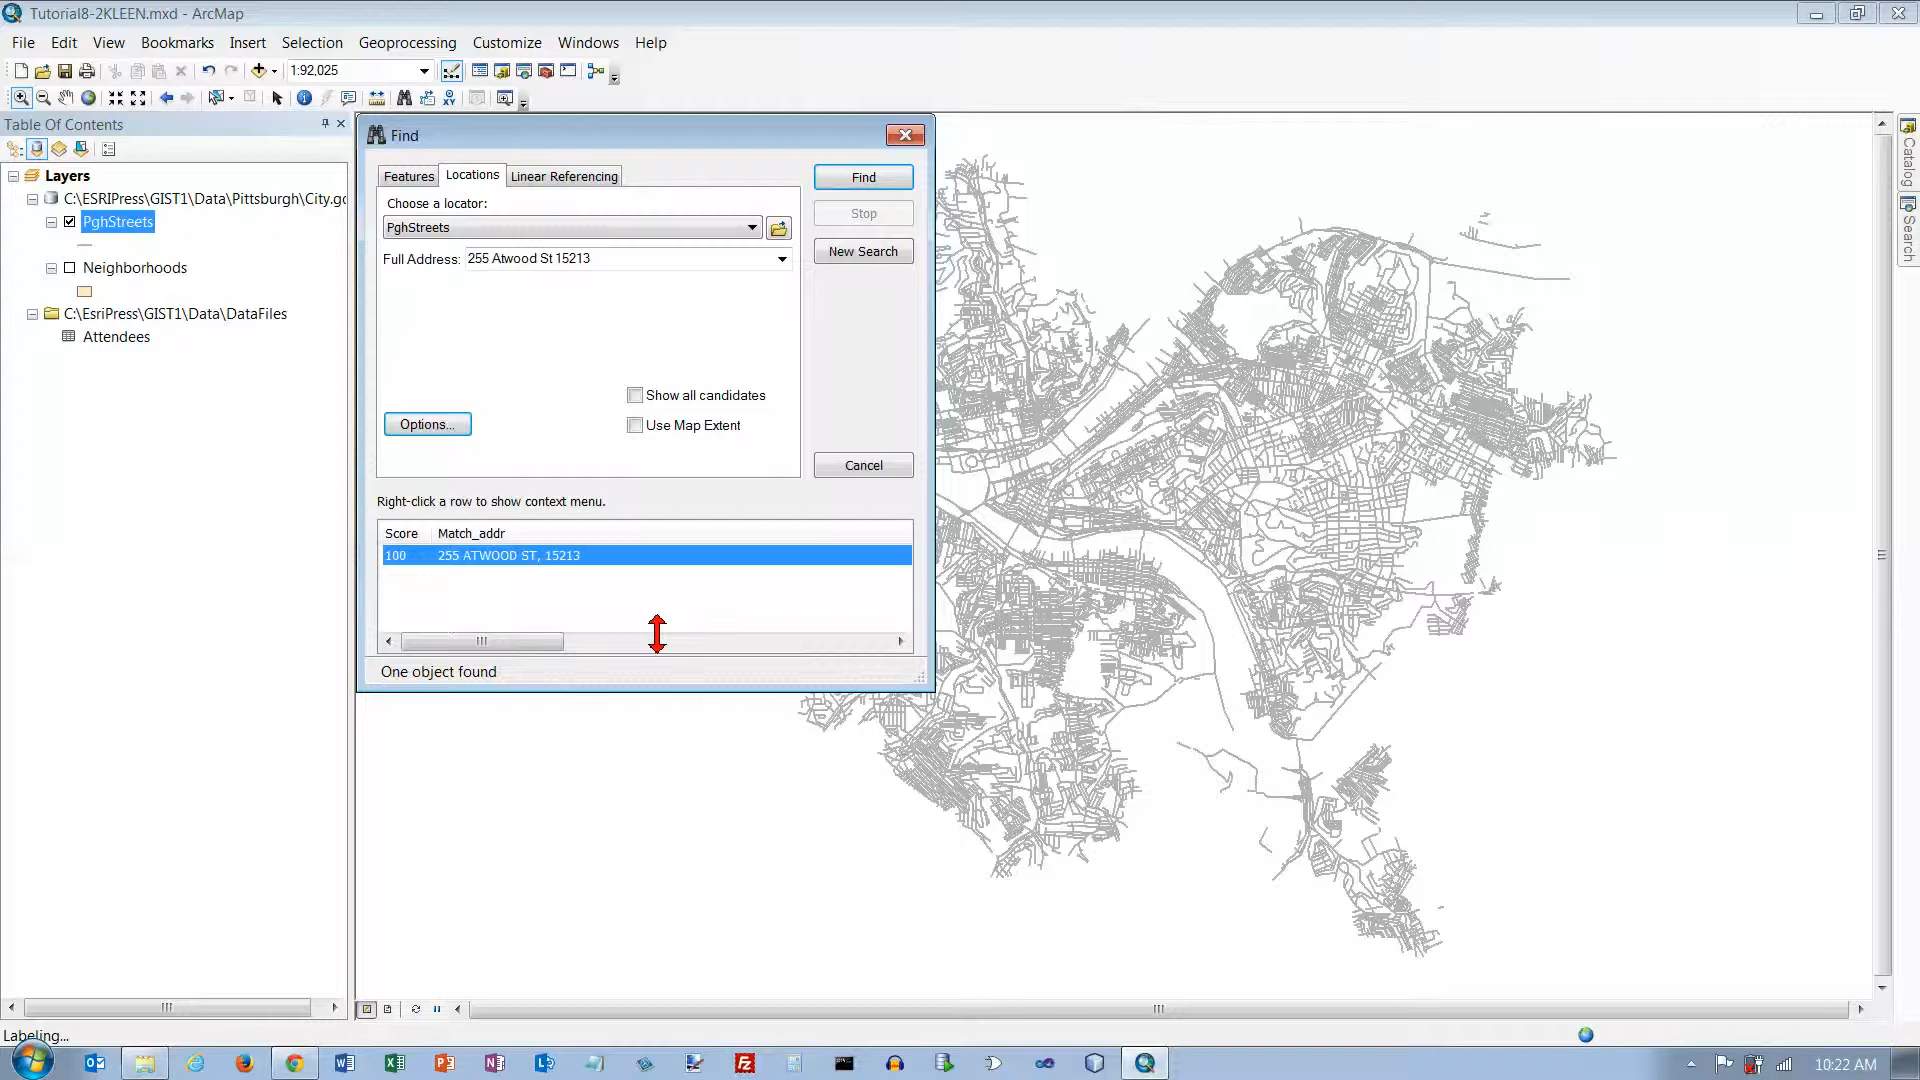 Tutorial8-2KLEEN.mxd - ArcMap
File Edit View Bookmarks Insert Selection Geoprocessing Customize Windows Help
1:92,025
Table Of Contents
Layers
C:\ESRIPress\GIST1\Data\Pittsburgh\City.gc
PghStreets
Neighborhoods
C:\EsriPress\GIST1\Data\DataFiles
Attendees
Find
Features Locations Linear Referencing
Choose a locator:
PghStreets
Full Address: 255 Atwood St 15213
Show all candidates
Use Map Extent
Options...
Find
Stop
New Search
Cancel
Right-click a row to show context menu.
Score Match_addr
100 255 ATWOOD ST, 15213
One object found
Catalog
Search
Labeling...
10:22 AM